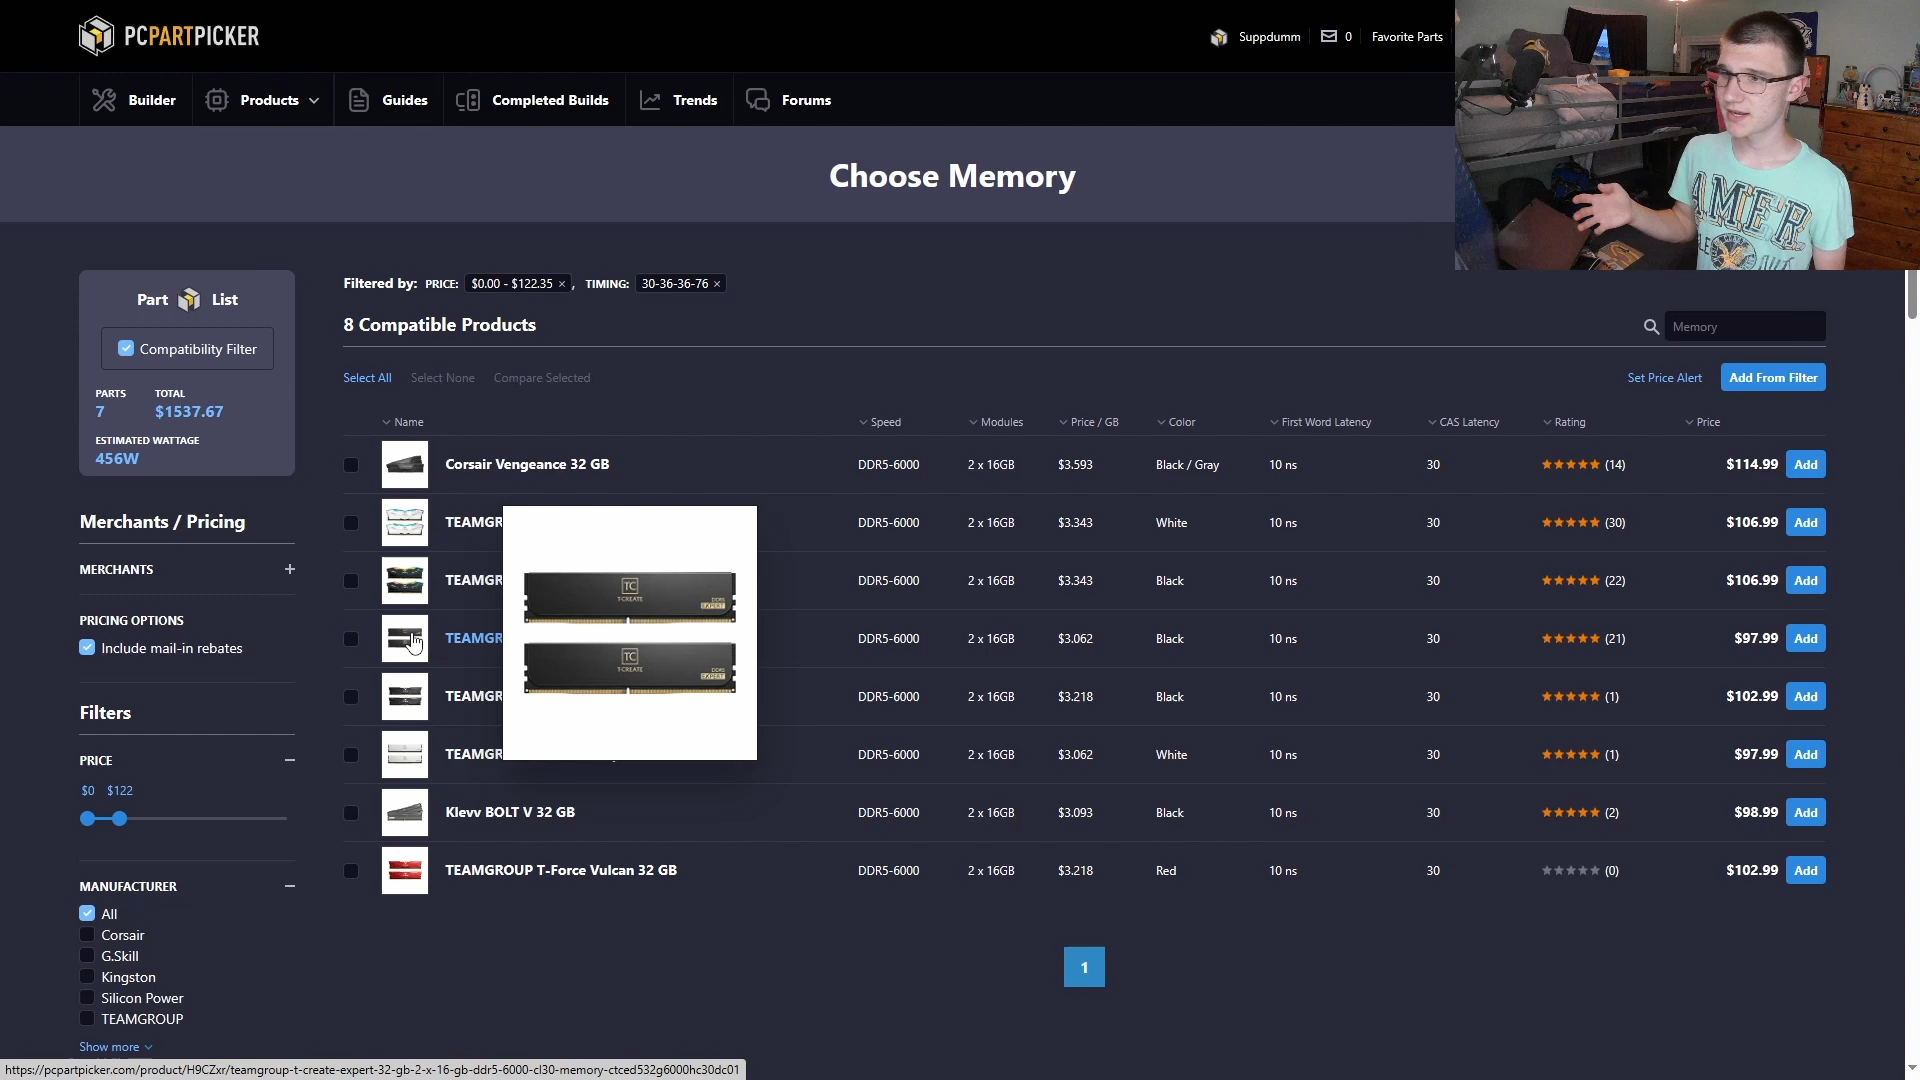 PCPARTPICKER
Suppdumm
0
Favorite Parts
Builder
Products
Guides
Completed Builds
Trends
Forums
Choose Memory
AMER
Part List
Compatibility Filter
PARTS
7
TOTAL
$1537.67
ESTIMATED WATTAGE
456W
Merchants / Pricing
MERCHANTS
PRICING OPTIONS
Include mail-in rebates
Filters
PRICE
$0 $122
MANUFACTURER
All
Corsair
G.Skill
Kingston
Silicon Power
TEAMGROUP
Show more
Filtered by: PRICE: $0.00 - $122.35 ×, TIMING: 30-36-36-76 ×
8 Compatible Products
Memory
Select All Select None Compare Selected
Set Price Alert Add From Filter
Name Speed Modules Price / GB Color First Word Latency CAS Latency Rating Price
Corsair Vengeance 32 GB DDR5-6000 2 x 16GB $3.593 Black / Gray 10 ns 30 (14) $114.99 Add
TEAMGR DDR5-6000 2 x 16GB $3.343 White 10 ns 30 (30) $106.99 Add
TEAMGR DDR5-6000 2 x 16GB $3.343 Black 10 ns 30 (22) $106.99 Add
TEAMGR DDR5-6000 2 x 16GB $3.062 Black 10 ns 30 (21) $97.99 Add
TEAMGR DDR5-6000 2 x 16GB $3.218 Black 10 ns 30 (1) $102.99 Add
TEAMGR DDR5-6000 2 x 16GB $3.062 White 10 ns 30 (1) $97.99 Add
Klevv BOLT V 32 GB DDR5-6000 2 x 16GB $3.093 Black 10 ns 30 (2) $98.99 Add
TEAMGROUP T-Force Vulcan 32 GB DDR5-6000 2 x 16GB $3.218 Red 10 ns 30 (0) $102.99 Add
TC
T-CREATE
DDR5
EXPERT
TC
T-CREATE
DDR5
EXPERT
1
https://pcpartpicker.com/product/H9CZxr/teamgroup-t-create-expert-32-gb-2-x-16-gb-ddr5-6000-cl30-memory-ctced532g6000hc30dc01